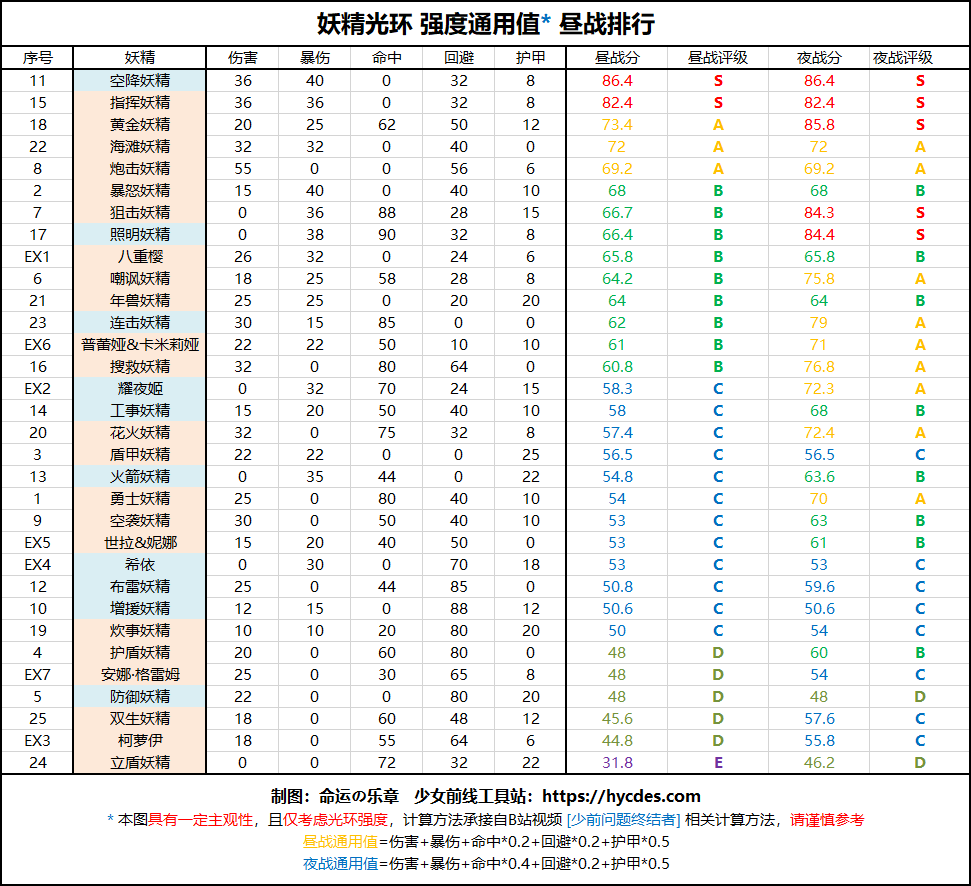 妖精光环 强度通用值* 昼战排行
序号 妖精 伤害 暴伤 命中 回避 护甲 昼战分 昼战评级 夜战分 夜战评级
11 空降妖精 36 40 0 32 8 86.4 S 86.4 S
15 指挥妖精 36 36 0 32 8 82.4 S 82.4 S
18 黄金妖精 20 25 62 50 12 73.4 A 85.8 S
22 海滩妖精 32 32 0 40 0 72 A 72 A
8 炮击妖精 55 0 0 56 6 69.2 A 69.2 A
2 暴怒妖精 15 40 0 40 10 68 B 68 B
7 狙击妖精 0 36 88 28 15 66.7 B 84.3 S
17 照明妖精 0 38 90 32 8 66.4 B 84.4 S
EX1 八重樱 26 32 0 24 6 65.8 B 65.8 B
6 嘲讽妖精 18 25 58 28 8 64.2 B 75.8 A
21 年兽妖精 25 25 0 20 20 64 B 64 B
23 连击妖精 30 15 85 0 0 62 B 79 A
EX6 普蕾娅&卡米莉娅 22 22 50 10 10 61 B 71 A
16 搜救妖精 32 0 80 64 0 60.8 B 76.8 A
EX2 耀夜姬 0 32 70 24 15 58.3 C 72.3 A
14 工事妖精 15 20 50 40 10 58 C 68 B
20 花火妖精 32 0 75 32 8 57.4 C 72.4 A
3 盾甲妖精 22 22 0 0 25 56.5 C 56.5 C
13 火箭妖精 0 35 44 0 22 54.8 C 63.6 B
1 勇士妖精 25 0 80 40 10 54 C 70 A
9 空袭妖精 30 0 50 40 10 53 C 63 B
EX5 世拉&妮娜 15 20 40 50 0 53 C 61 B
EX4 希依 0 30 0 70 18 53 C 53 C
12 布雷妖精 25 0 44 85 0 50.8 C 59.6 C
10 增援妖精 12 15 0 88 12 50.6 C 50.6 C
19 炊事妖精 10 10 20 80 20 50 C 54 C
4 护盾妖精 20 0 60 80 0 48 D 60 B
EX7 安娜·格雷姆 25 0 30 65 8 48 D 54 C
5 防御妖精 22 0 0 80 20 48 D 48 D
25 双生妖精 18 0 60 48 12 45.6 D 57.6 C
EX3 柯萝伊 18 0 55 64 6 44.8 D 55.8 C
24 立盾妖精 0 0 72 32 22 31.8 E 46.2 D
制图：命运の乐章 少女前线工具站：https://hycdes.com
* 本图具有一定主观性，且仅考虑光环强度，计算方法承接自B站视频 [少前问题终结者] 相关计算方法，请谨慎参考
昼战通用值=伤害+暴伤+命中*0.2+回避*0.2+护甲*0.5
夜战通用值=伤害+暴伤+命中*0.4+回避*0.2+护甲*0.5